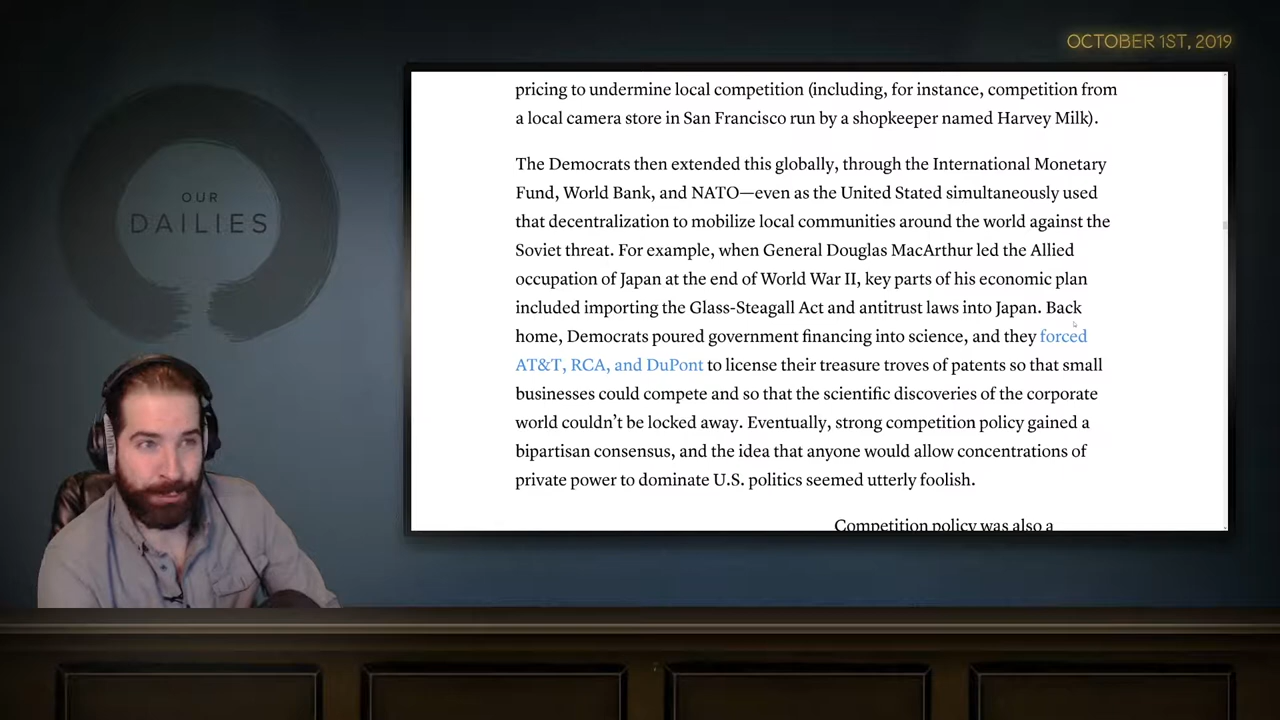 OCTOBER 1ST, 2019
OUR
DAILIES
pricing to undermine local competition (including, for instance, competition from
a local camera store in San Francisco run by a shopkeeper named Harvey Milk).
The Democrats then extended this globally, through the International Monetary
Fund, World Bank, and NATO—even as the United Stated simultaneously used
that decentralization to mobilize local communities around the world against the
Soviet threat. For example, when General Douglas MacArthur led the Allied
occupation of Japan at the end of World War II, key parts of his economic plan
included importing the Glass-Steagall Act and antitrust laws into Japan. Back
home, Democrats poured government financing into science, and they forced
AT&T, RCA, and DuPont to license their treasure troves of patents so that small
businesses could compete and so that the scientific discoveries of the corporate
world couldn’t be locked away. Eventually, strong competition policy gained a
bipartisan consensus, and the idea that anyone would allow concentrations of
private power to dominate U.S. politics seemed utterly foolish.
Competition policy was also a